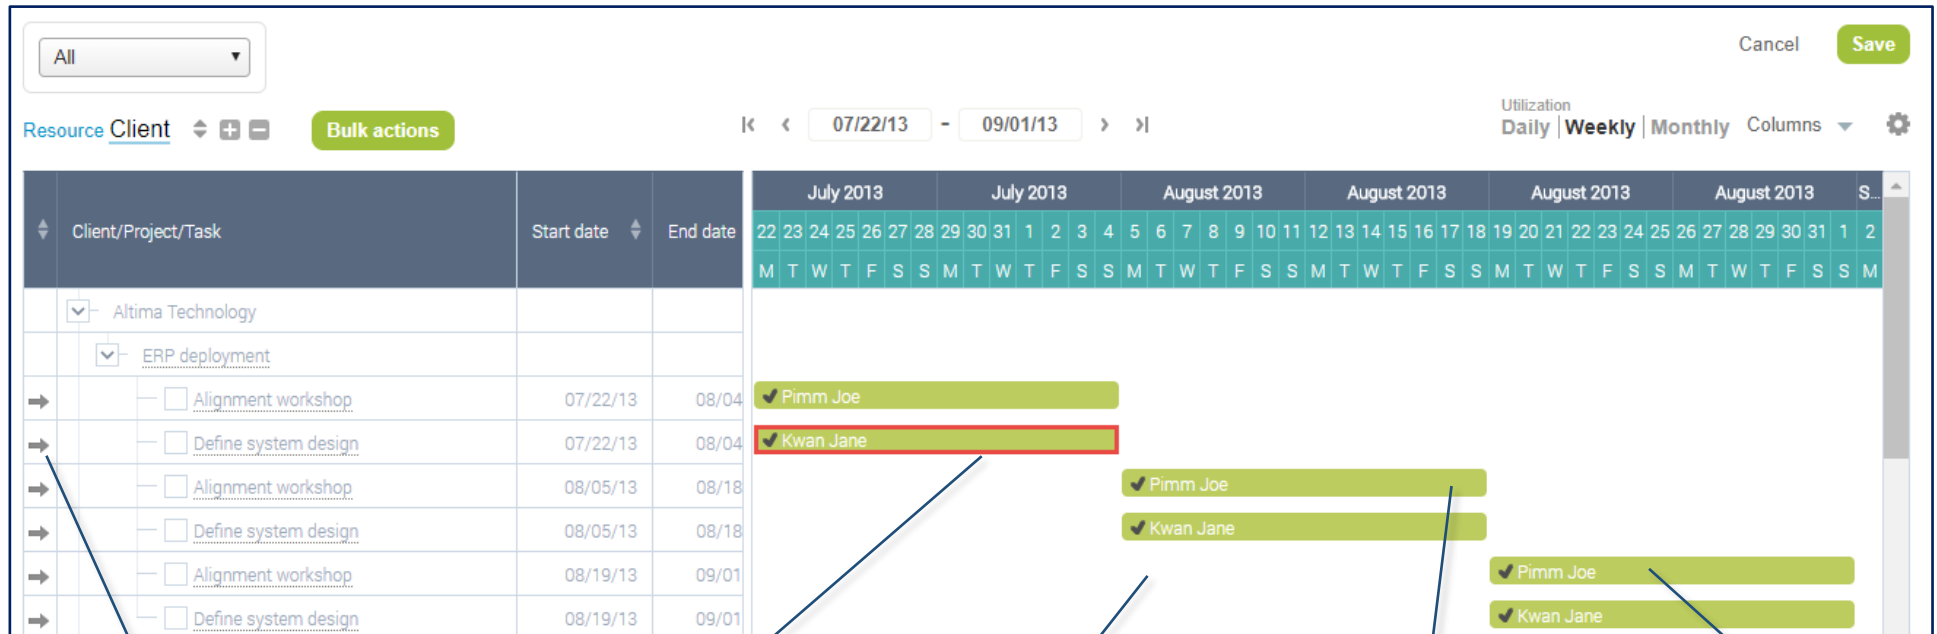 All
Cancel Save
Resource Client Bulk actions 07/22/13 - 09/01/13 Utilization Daily | Weekly | Monthly Columns
July 2013 July 2013 August 2013 August 2013 August 2013 August 2013 S...
Client/Project/Task Start date End date 22 23 24 25 26 27 28 29 30 31 1 2 3 4 5 6 7 8 9 10 11 12 13 14 15 16 17 18 19 20 21 22 23 24 25 26 27 28 29 30 31 1 2
M T W T F S S M T W T F S S M T W T F S S M T W T F S S M T W T F S S M T W T F S S M
Altima Technology
ERP deployment
Alignment workshop 07/22/13 08/04 Pimm Joe
Define system design 07/22/13 08/04 Kwan Jane
Alignment workshop 08/05/13 08/18 Pimm Joe
Define system design 08/05/13 08/18 Kwan Jane
Alignment workshop 08/19/13 09/01 Pimm Joe
Define system design 08/19/13 09/01 Kwan Jane